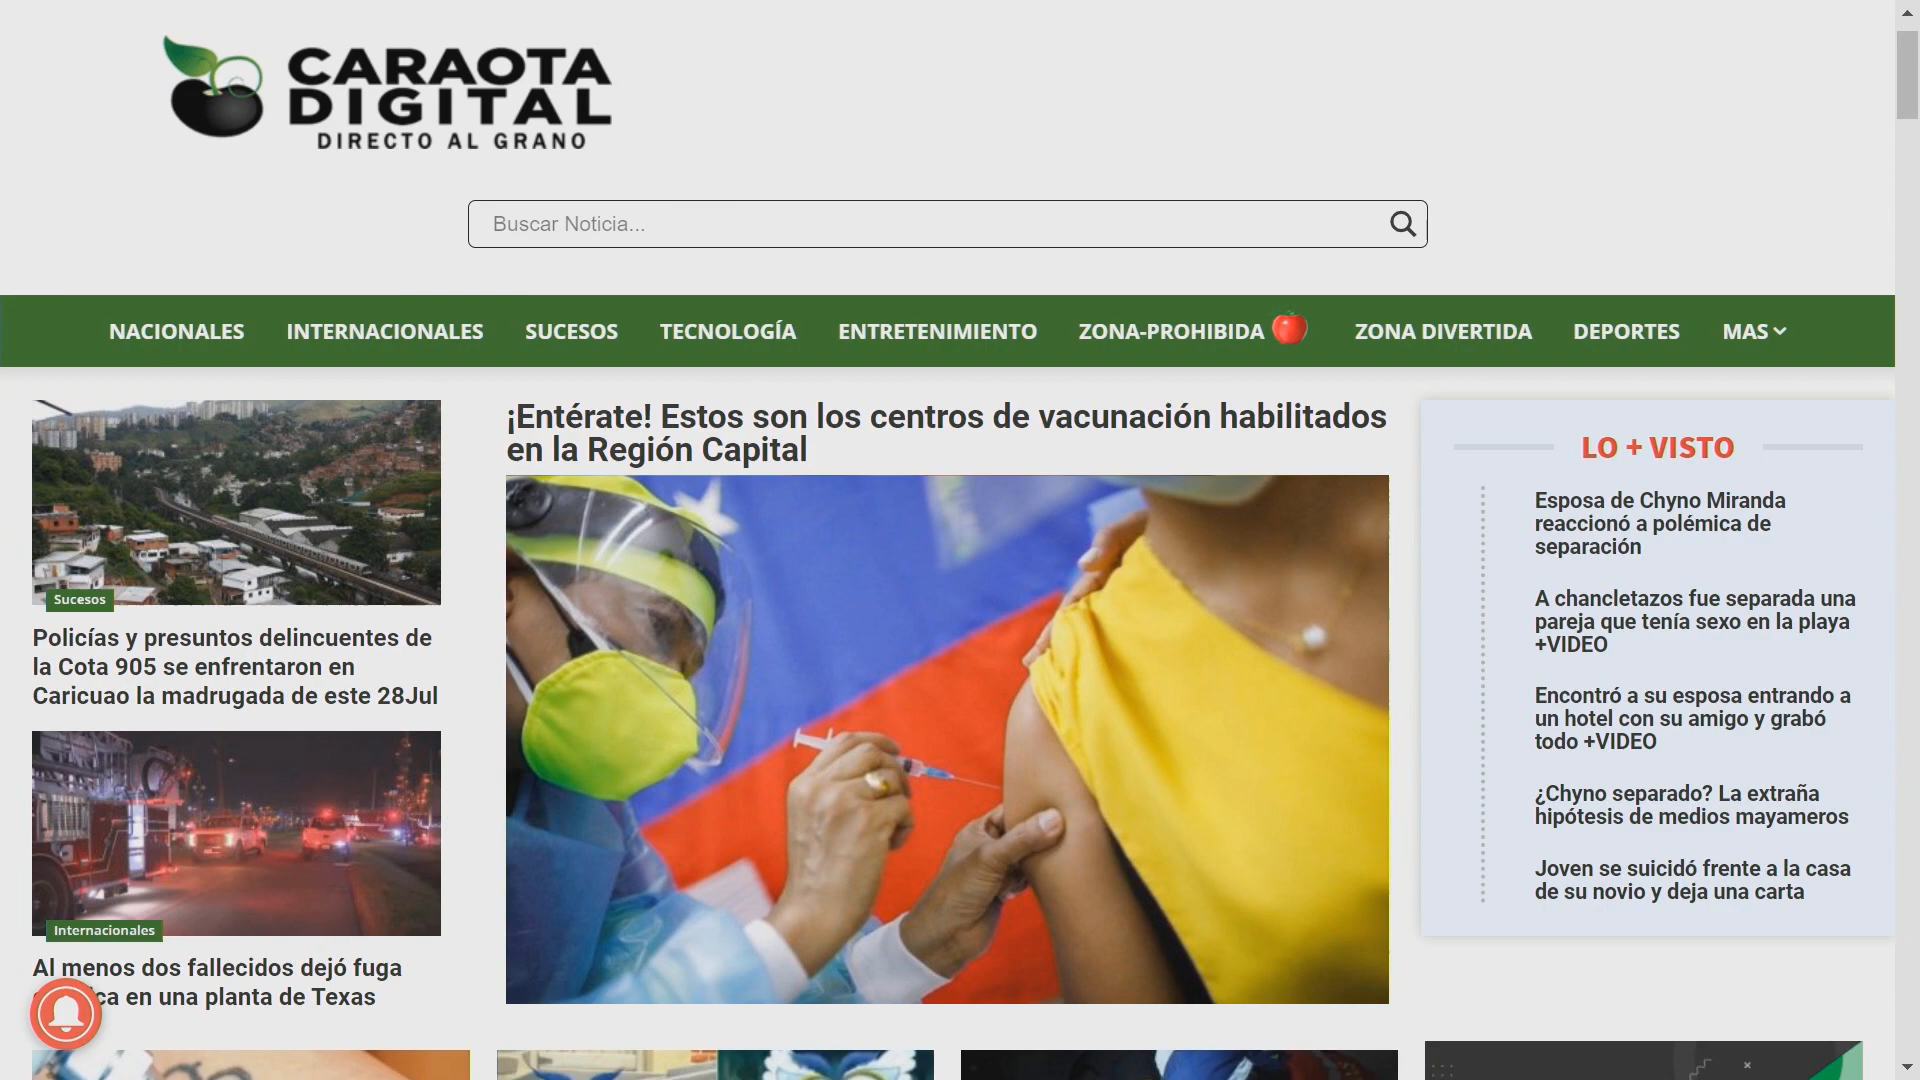 CARAOTA
DIGITAL
DIRECTO AL GRANO
Buscar Noticia...
NACIONALES INTERNACIONALES SUCESOS TECNOLOGÍA ENTRETENIMIENTO ZONA-PROHIBIDA ZONA DIVERTIDA DEPORTES MAS
Sucesos
Policías y presuntos delincuentes de
la Cota 905 se enfrentaron en
Caricuao la madrugada de este 28Jul
Internacionales
Al menos dos fallecidos dejó fuga
en una planta de Texas
¡Entérate! Estos son los centros de vacunación habilitados
en la Región Capital
LO + VISTO
Esposa de Chyno Miranda
reaccionó a polémica de
separación
A chancletazos fue separada una
pareja que tenía sexo en la playa
+VIDEO
Encontró a su esposa entrando a
un hotel con su amigo y grabó
todo +VIDEO
¿Chyno separado? La extraña
hipótesis de medios mayameros
Joven se suicidó frente a la casa
de su novio y deja una carta